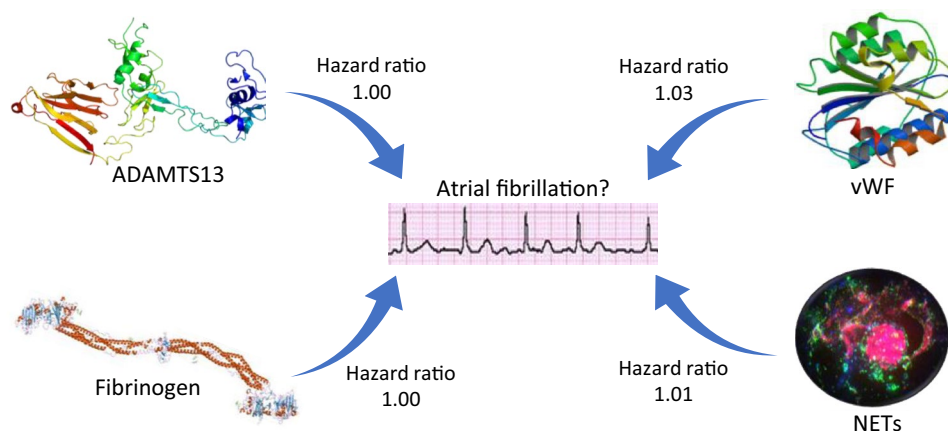 Hazard ratio
1.00
ADAMTS13
Hazard ratio
1.03
vWF
Atrial fibrillation?
Fibrinogen
Hazard ratio
1.00
Hazard ratio
1.01
NETs